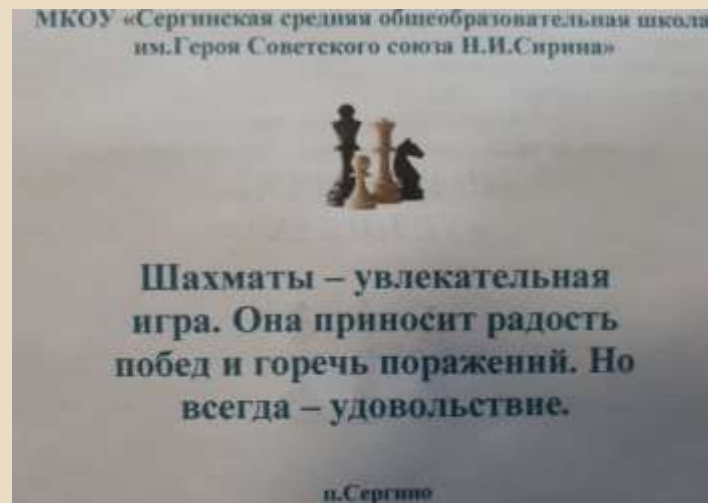 МКОУ «Сергинская средняя общеобразовательная школа
им.Героя Советского союза Н.И.Сирина»
Шахматы – увлекательная
игра. Она приносит радость
побед и горечь поражений. Но
всегда – удовольствие.
п.Сергино